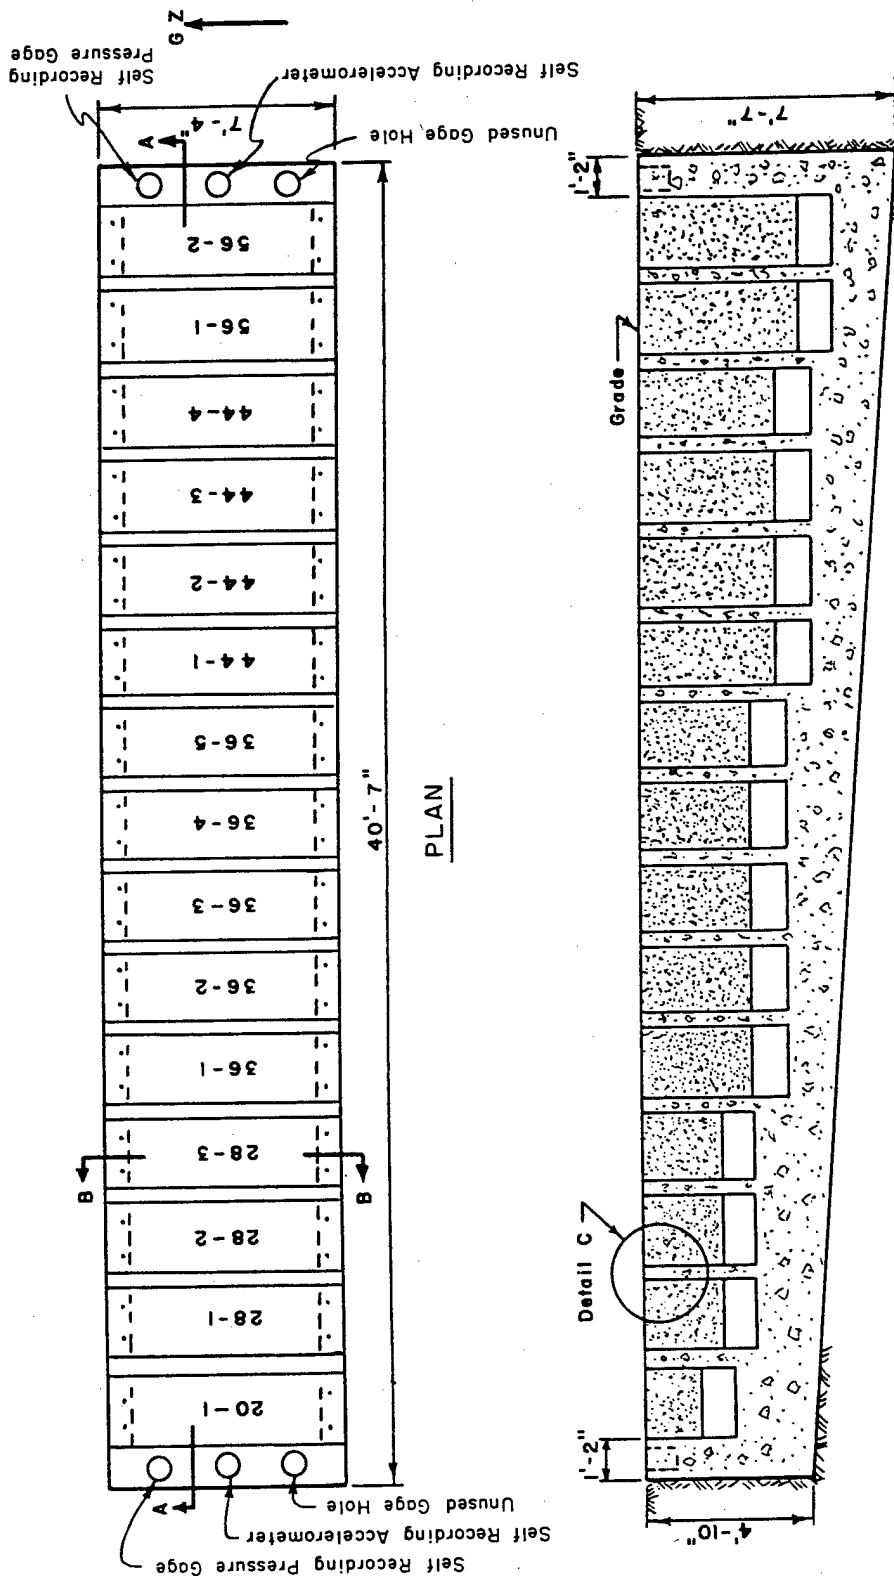 Self Recording Pressure Gage
Self Recording Accelerometer
Unused Gage Hole
A
20-1
28-1
28-2
28-3
B
B
36-1
36-2
36-3
36-4
36-5
44-1
44-2
44-3
44-4
56-1
56-2
A
Self Recording
Pressure Gage
Self Recording Accelerometer
Unused Gage Hole
7'-4"
GZ
40'-7"
PLAN
4'-10"
1'-2"
Detail C
Grade
1'-2"
7'-7"